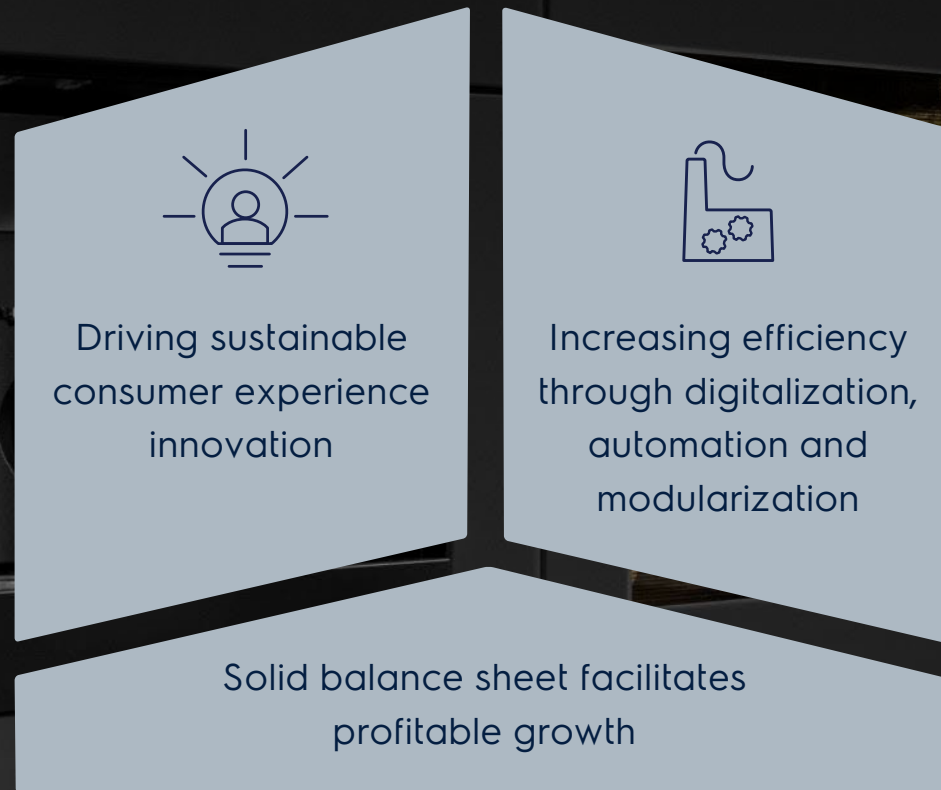 Driving sustainable
consumer experience
innovation
Increasing efficiency
through digitalization,
automation and
modularization
Solid balance sheet facilitates
profitable growth